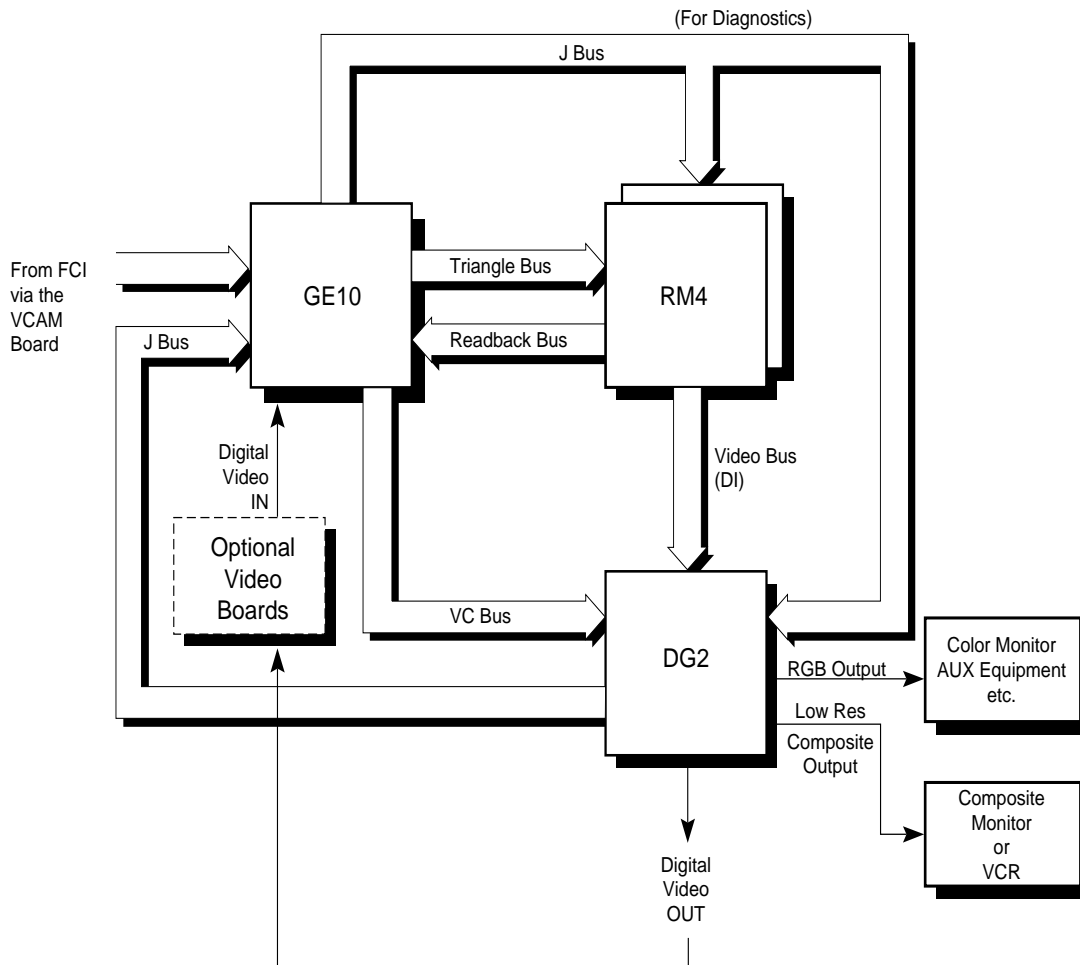 (For Diagnostics)
J Bus
From FCI
via the
VCAM
Board
GE10
Triangle Bus
RM4
J Bus
Readback Bus
Digital
Video
IN
Video Bus
(DI)
Optional
Video
Boards
VC Bus
DG2
RGB Output
Color Monitor
AUX Equipment
etc.
Low Res
Composite
Output
Composite
Monitor
or
VCR
Digital
Video
OUT